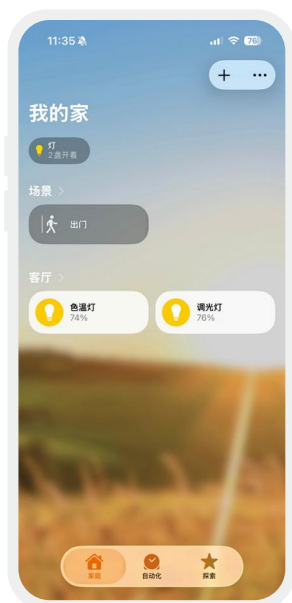 11:35
76
我的家
灯
2盏开着
场景 >
出门
客厅 >
色温灯
74%
调光灯
76%
家庭
自动化
探索